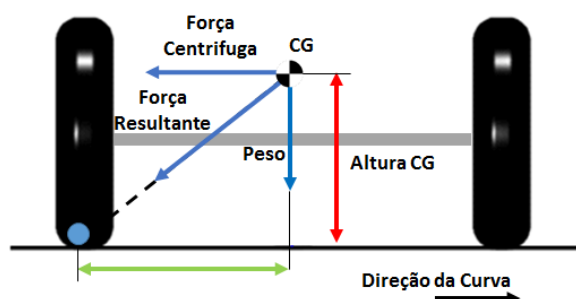 Força
Centrifuga
CG
Força
Resultante
Peso
Altura CG
Direção da Curva